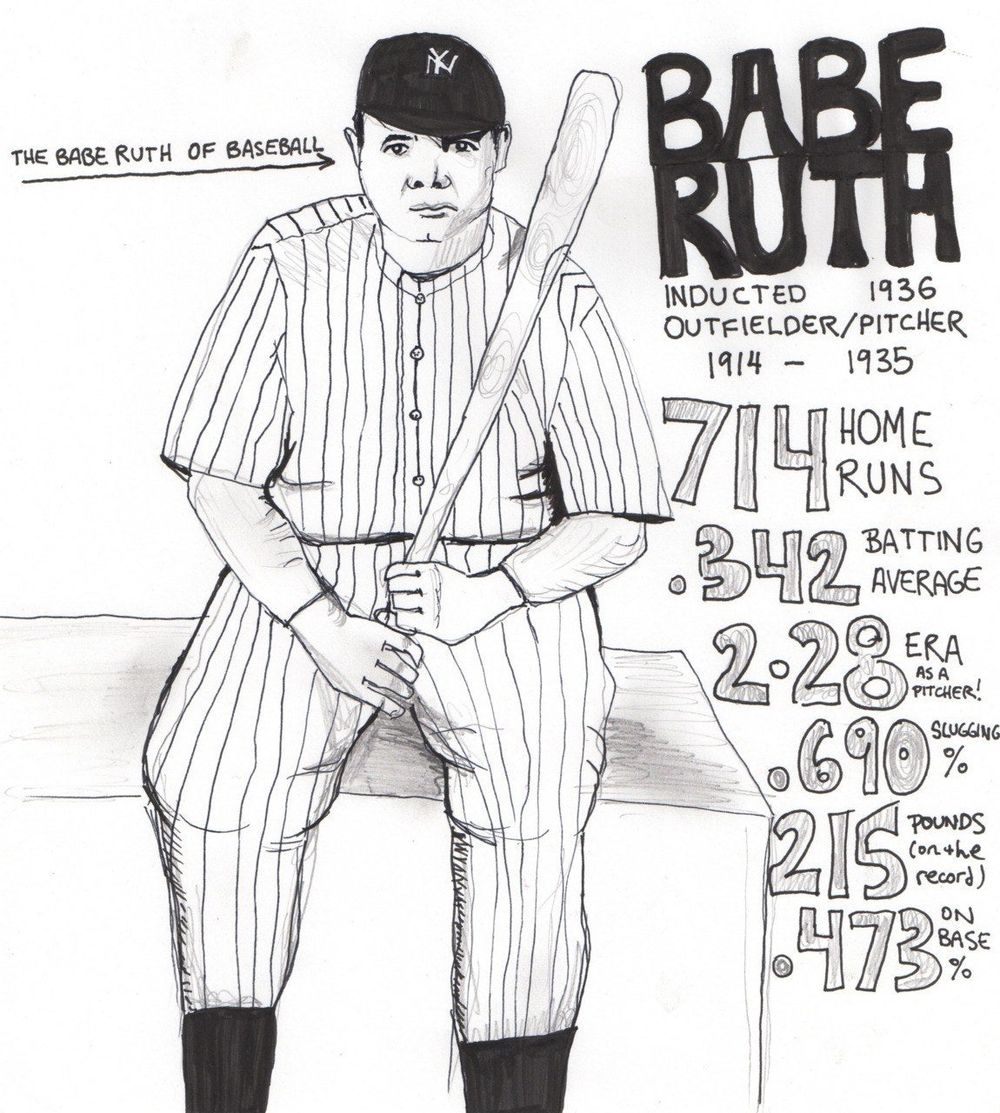 NY
THE BABE RUTH OF BASEBALL
BABE
RUTH
INDUCTED 1936
OUTFIELDER/PITCHER
1914 - 1935
714 HOME
RUNS
.342 BATTING
AVERAGE
2.28 ERA
AS A
PITCHER!
.690 SLUGGING
%
215 POUNDS
(on the
record)
.473 ON
BASE
%